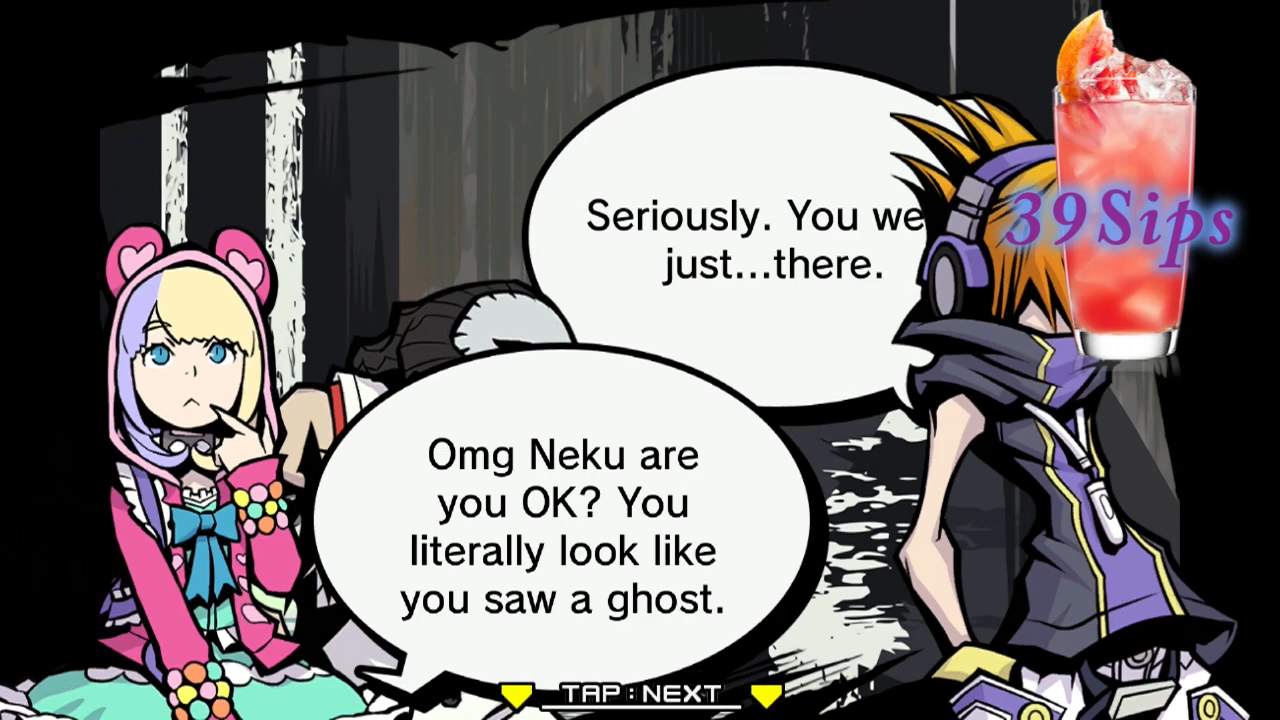 Seriously. You we
just...there.
39Sips
Omg Neku are
you OK? You
literally look like
you saw a ghost.
TAP : NEXT